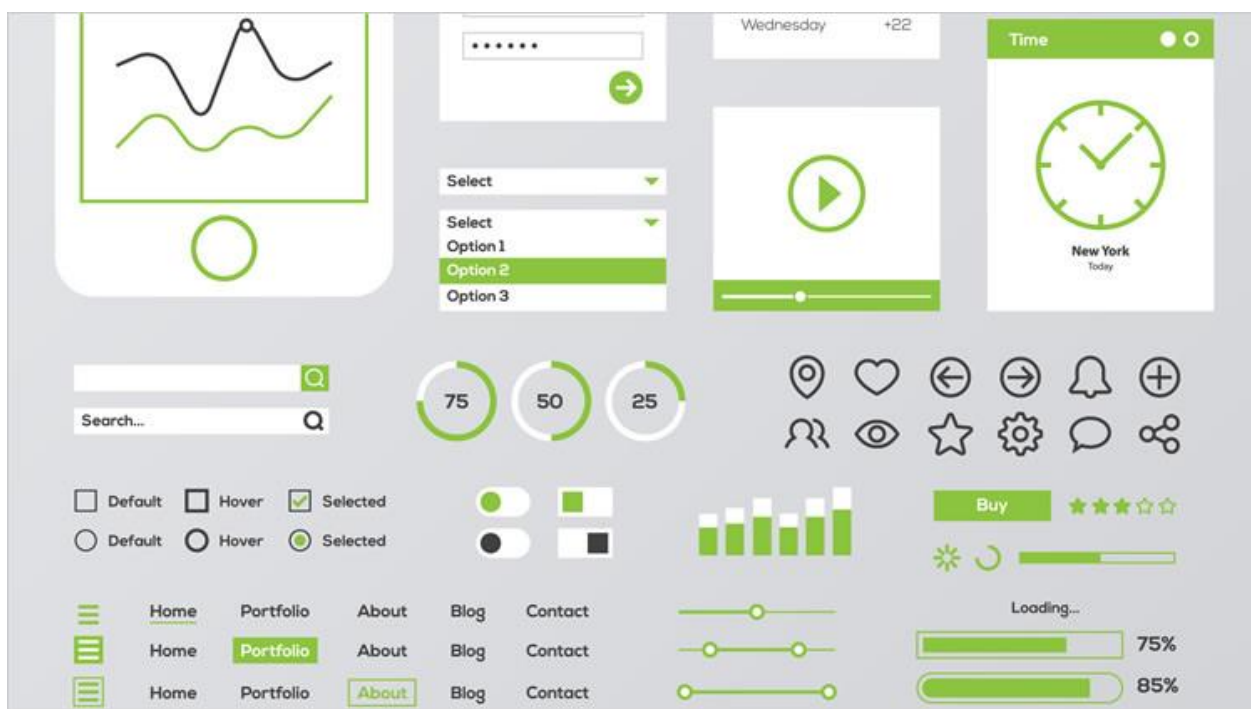 Wednesday +22
Time
••••••
Select
Select
Option 1
Option 2
Option 3
New York
Today
Search...
75 50 25
Default Hover Selected
Default Hover Selected
Buy
Home Portfolio About Blog Contact
Home Portfolio About Blog Contact
Home Portfolio About Blog Contact
Loading...
75%
85%